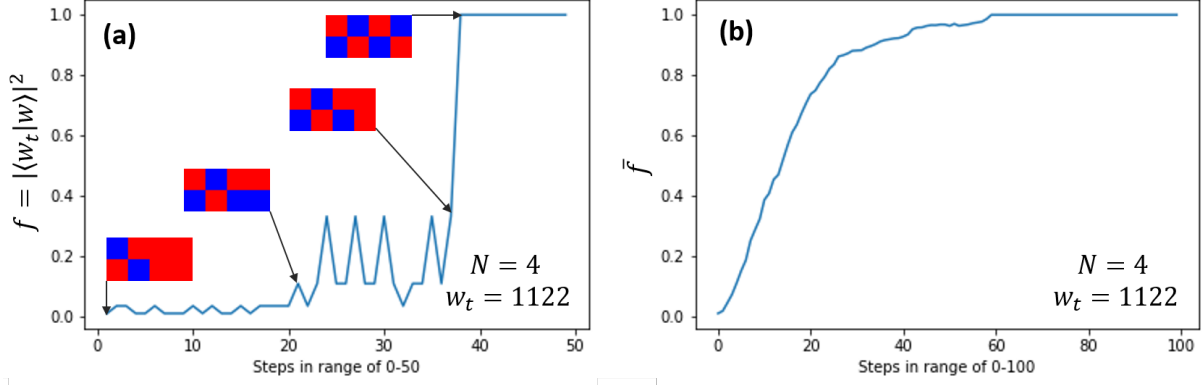 (a)
f = |⟨w_t|w⟩|²
1.0
0.8
0.6
0.4
0.2
0.0
N = 4
w_t = 1122
0 10 20 30 40 50
Steps in range of 0-50
(b)
f̄
1.0
0.8
0.6
0.4
0.2
0.0
N = 4
w_t = 1122
0 20 40 60 80 100
Steps in range of 0-100